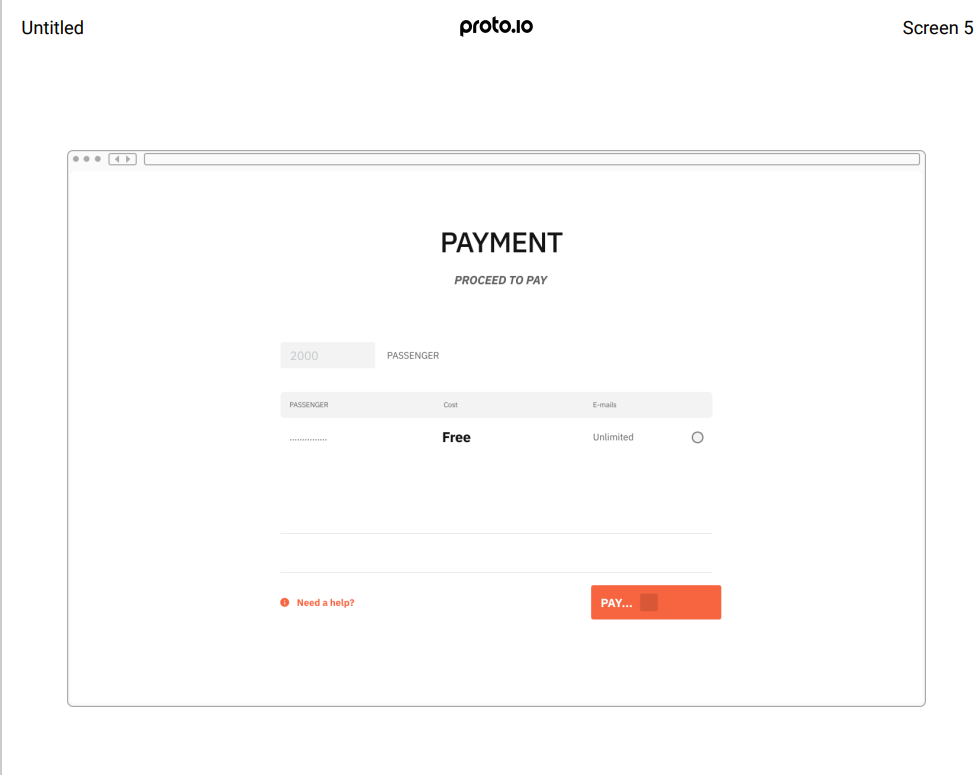 Untitled proto.io Screen 5
PAYMENT
PROCEED TO PAY
2000 PASSENGER
PASSENGER Cost E-mails
............... Free Unlimited
Need a help? PAY...